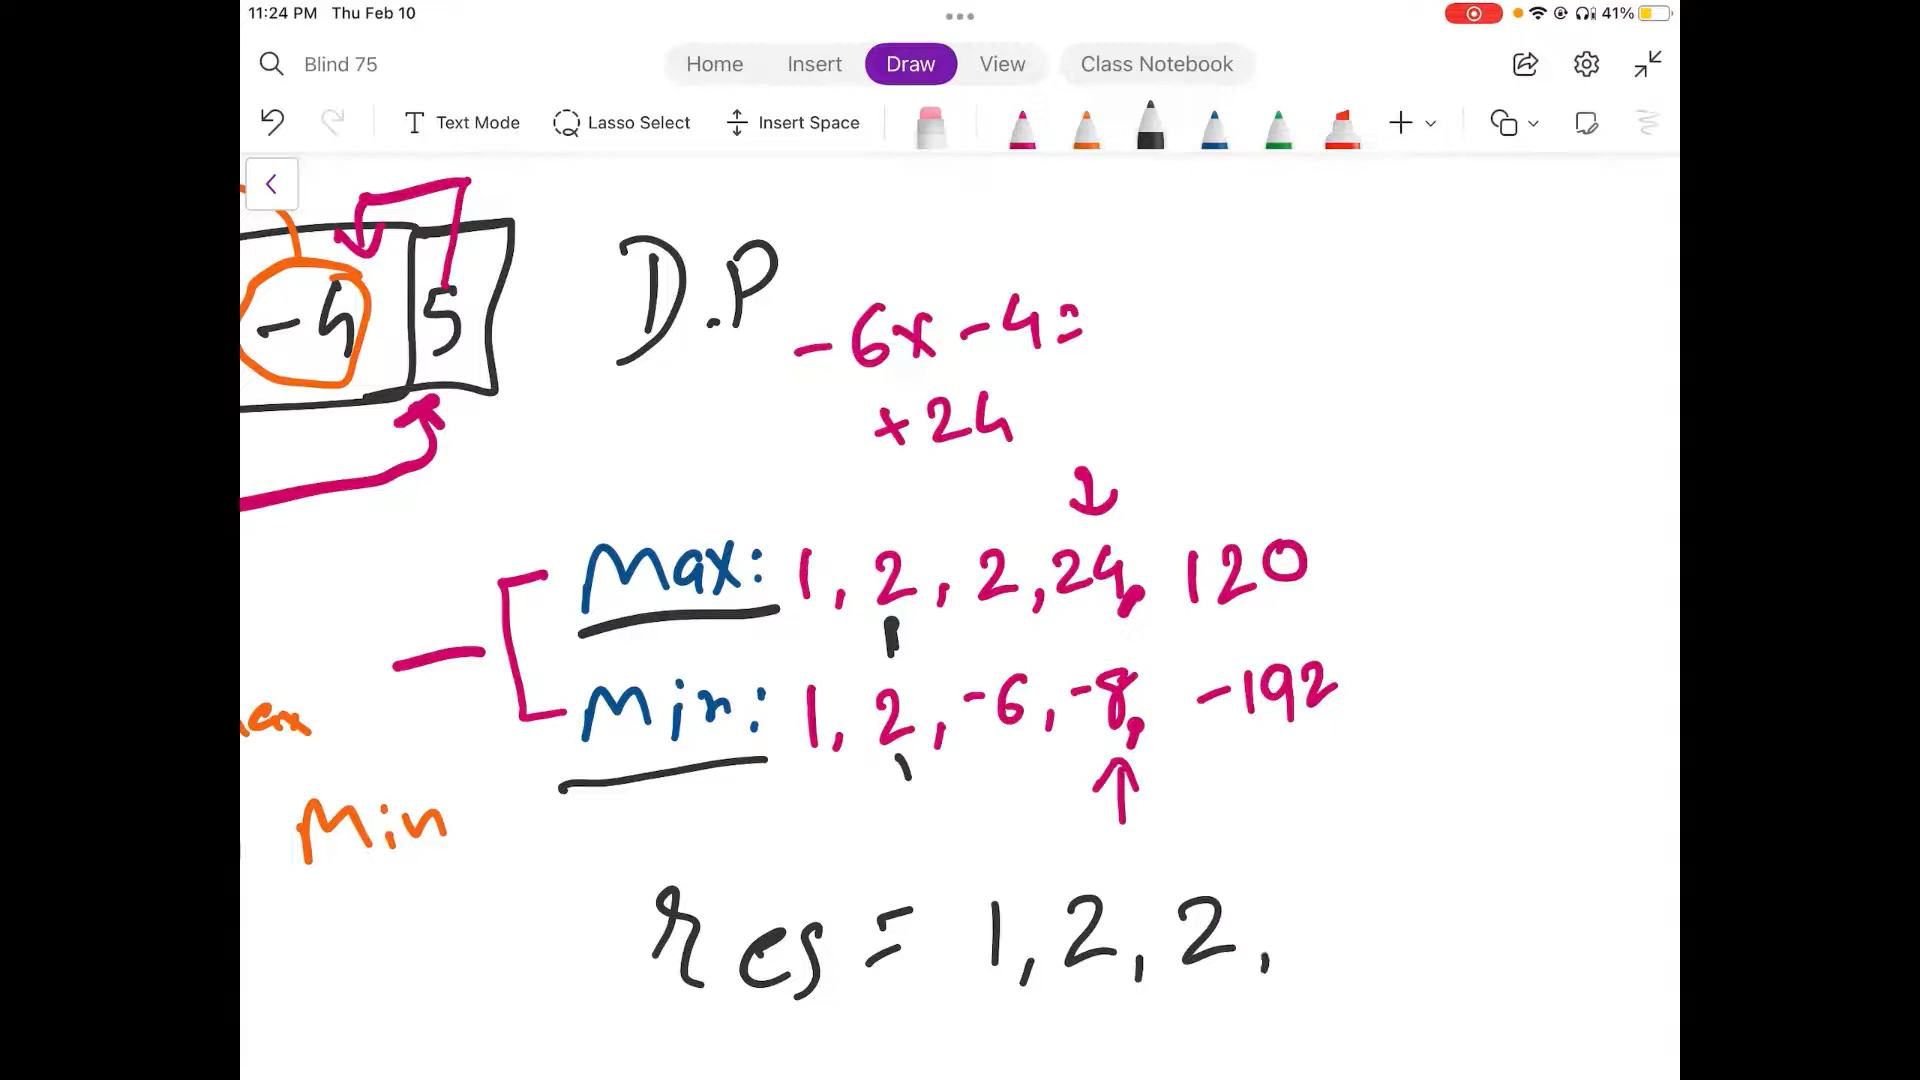 11:24 PM Thu Feb 10
41%
Blind 75
Home Insert Draw View Class Notebook
Text Mode Lasso Select Insert Space
-4 5
D.P
-6x -4=
+24
Max: 1, 2, 2, 24, 120
Min: 1, 2, -6, -8, -192
Min
res = 1, 2, 2,